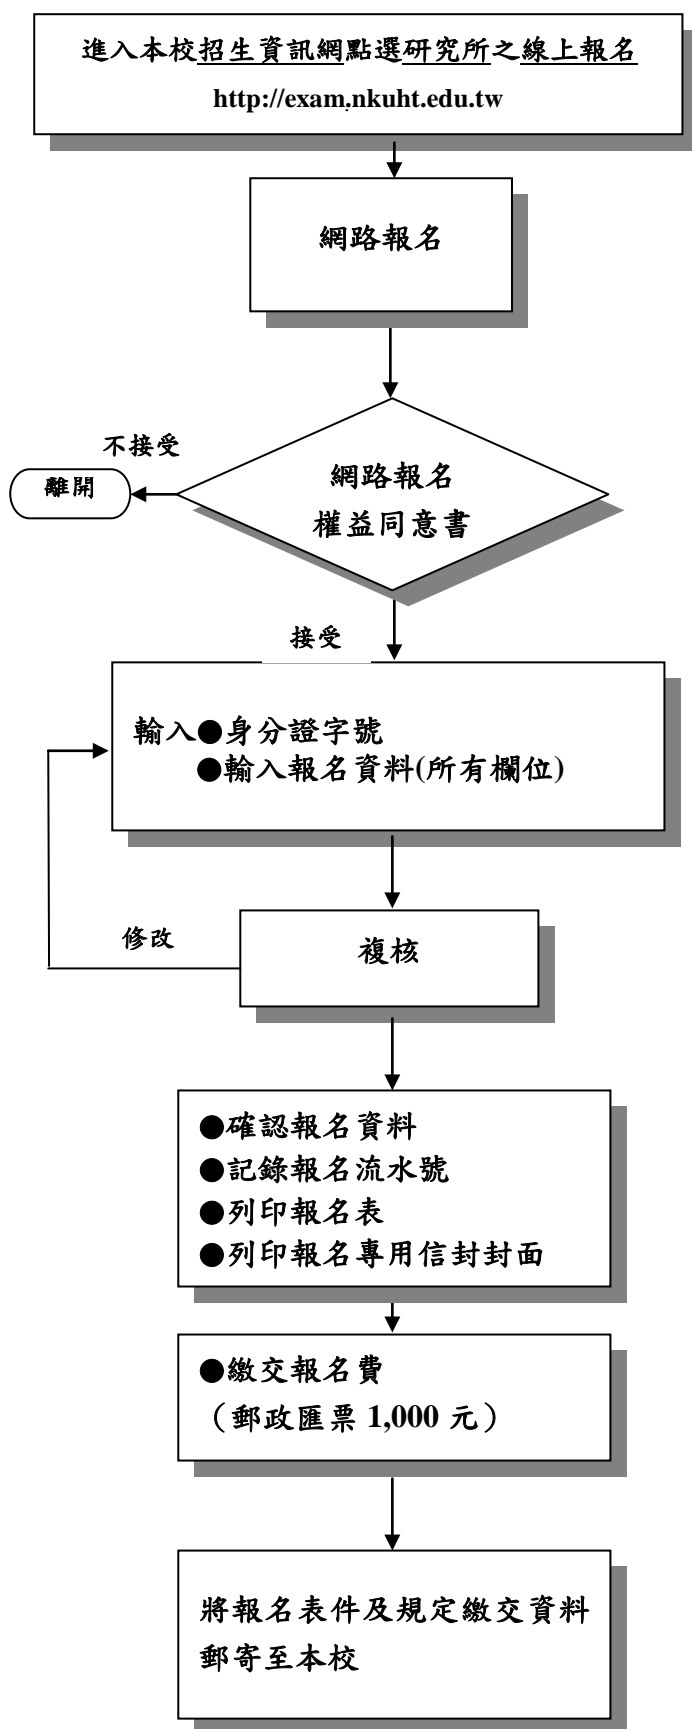 進入本校招生資訊網點選研究所之線上報名
http://exam.nkuht.edu.tw
網路報名
不接受
離開
網路報名
權益同意書
接受
輸入●身分證字號
●輸入報名資料(所有欄位)
修改
複核
●確認報名資料
●記錄報名流水號
●列印報名表
●列印報名專用信封封面
●繳交報名費
（郵政匯票 1,000 元）
將報名表件及規定繳交資料
郵寄至本校